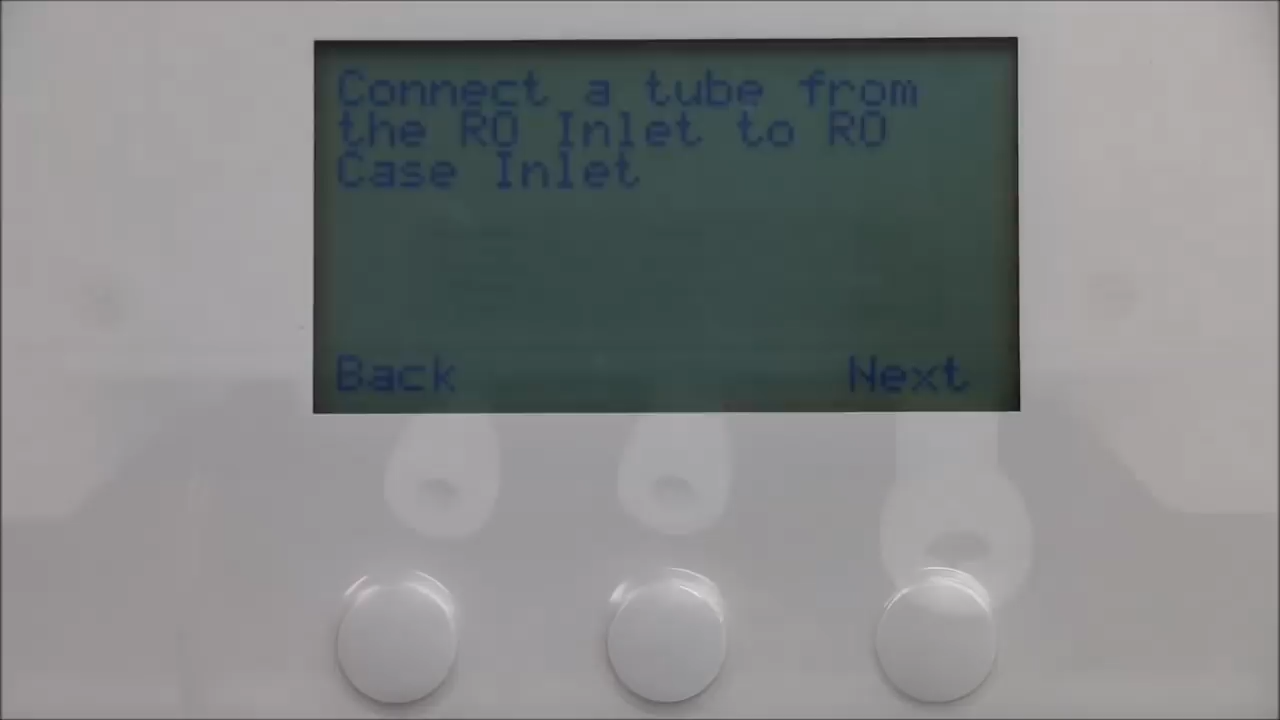 Connect a tube from
the RO Inlet to RO
Case Inlet
Back Next